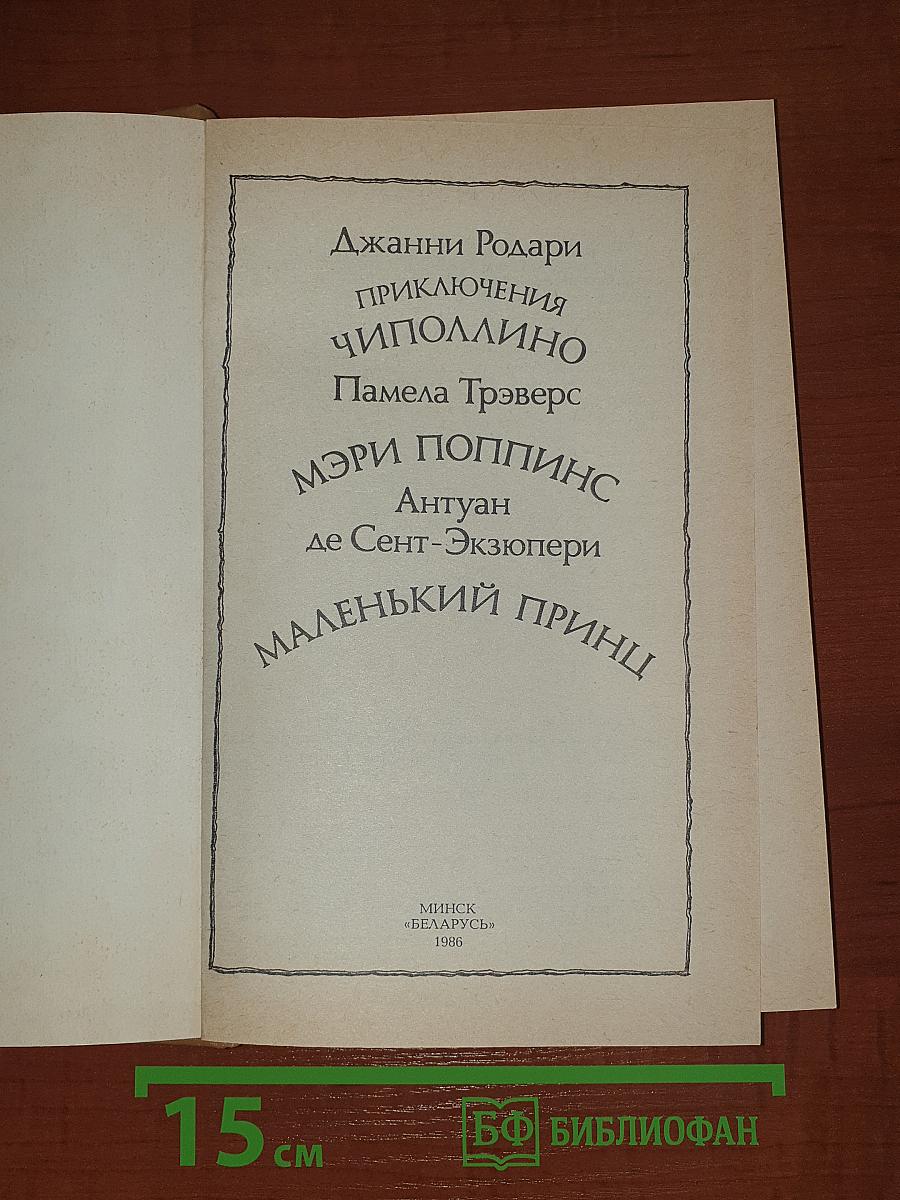 Джанни Родари
ПРИКЛЮЧЕНИЯ
ЧИПОЛЛИНО
Памела Трэверс
МЭРИ ПОППИНС
Антуан
де Сент-Экзюпери
МАЛЕНЬКИЙ ПРИНЦ
МИНСК
«БЕЛАРУСЬ»
1986
15 см
БФ БИБЛИОФАН